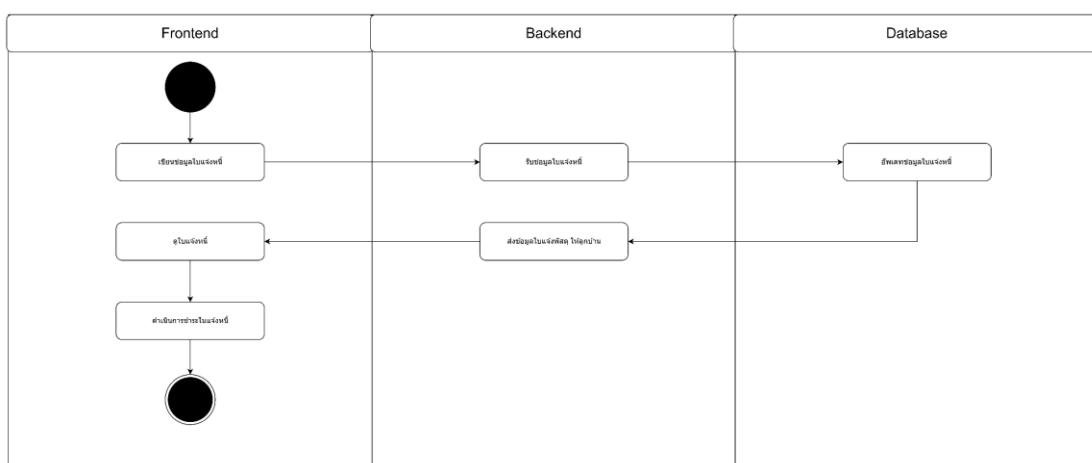 Frontend
Backend
Database
เขียนข้อมูลใบแจ้งหนี้
รับข้อมูลใบแจ้งหนี้
อัพเดทข้อมูลใบแจ้งหนี้
ดูใบแจ้งหนี้
ส่งข้อมูลใบแจ้งพัสดุ ให้ลูกบ้าน
ดำเนินการชำระใบแจ้งหนี้